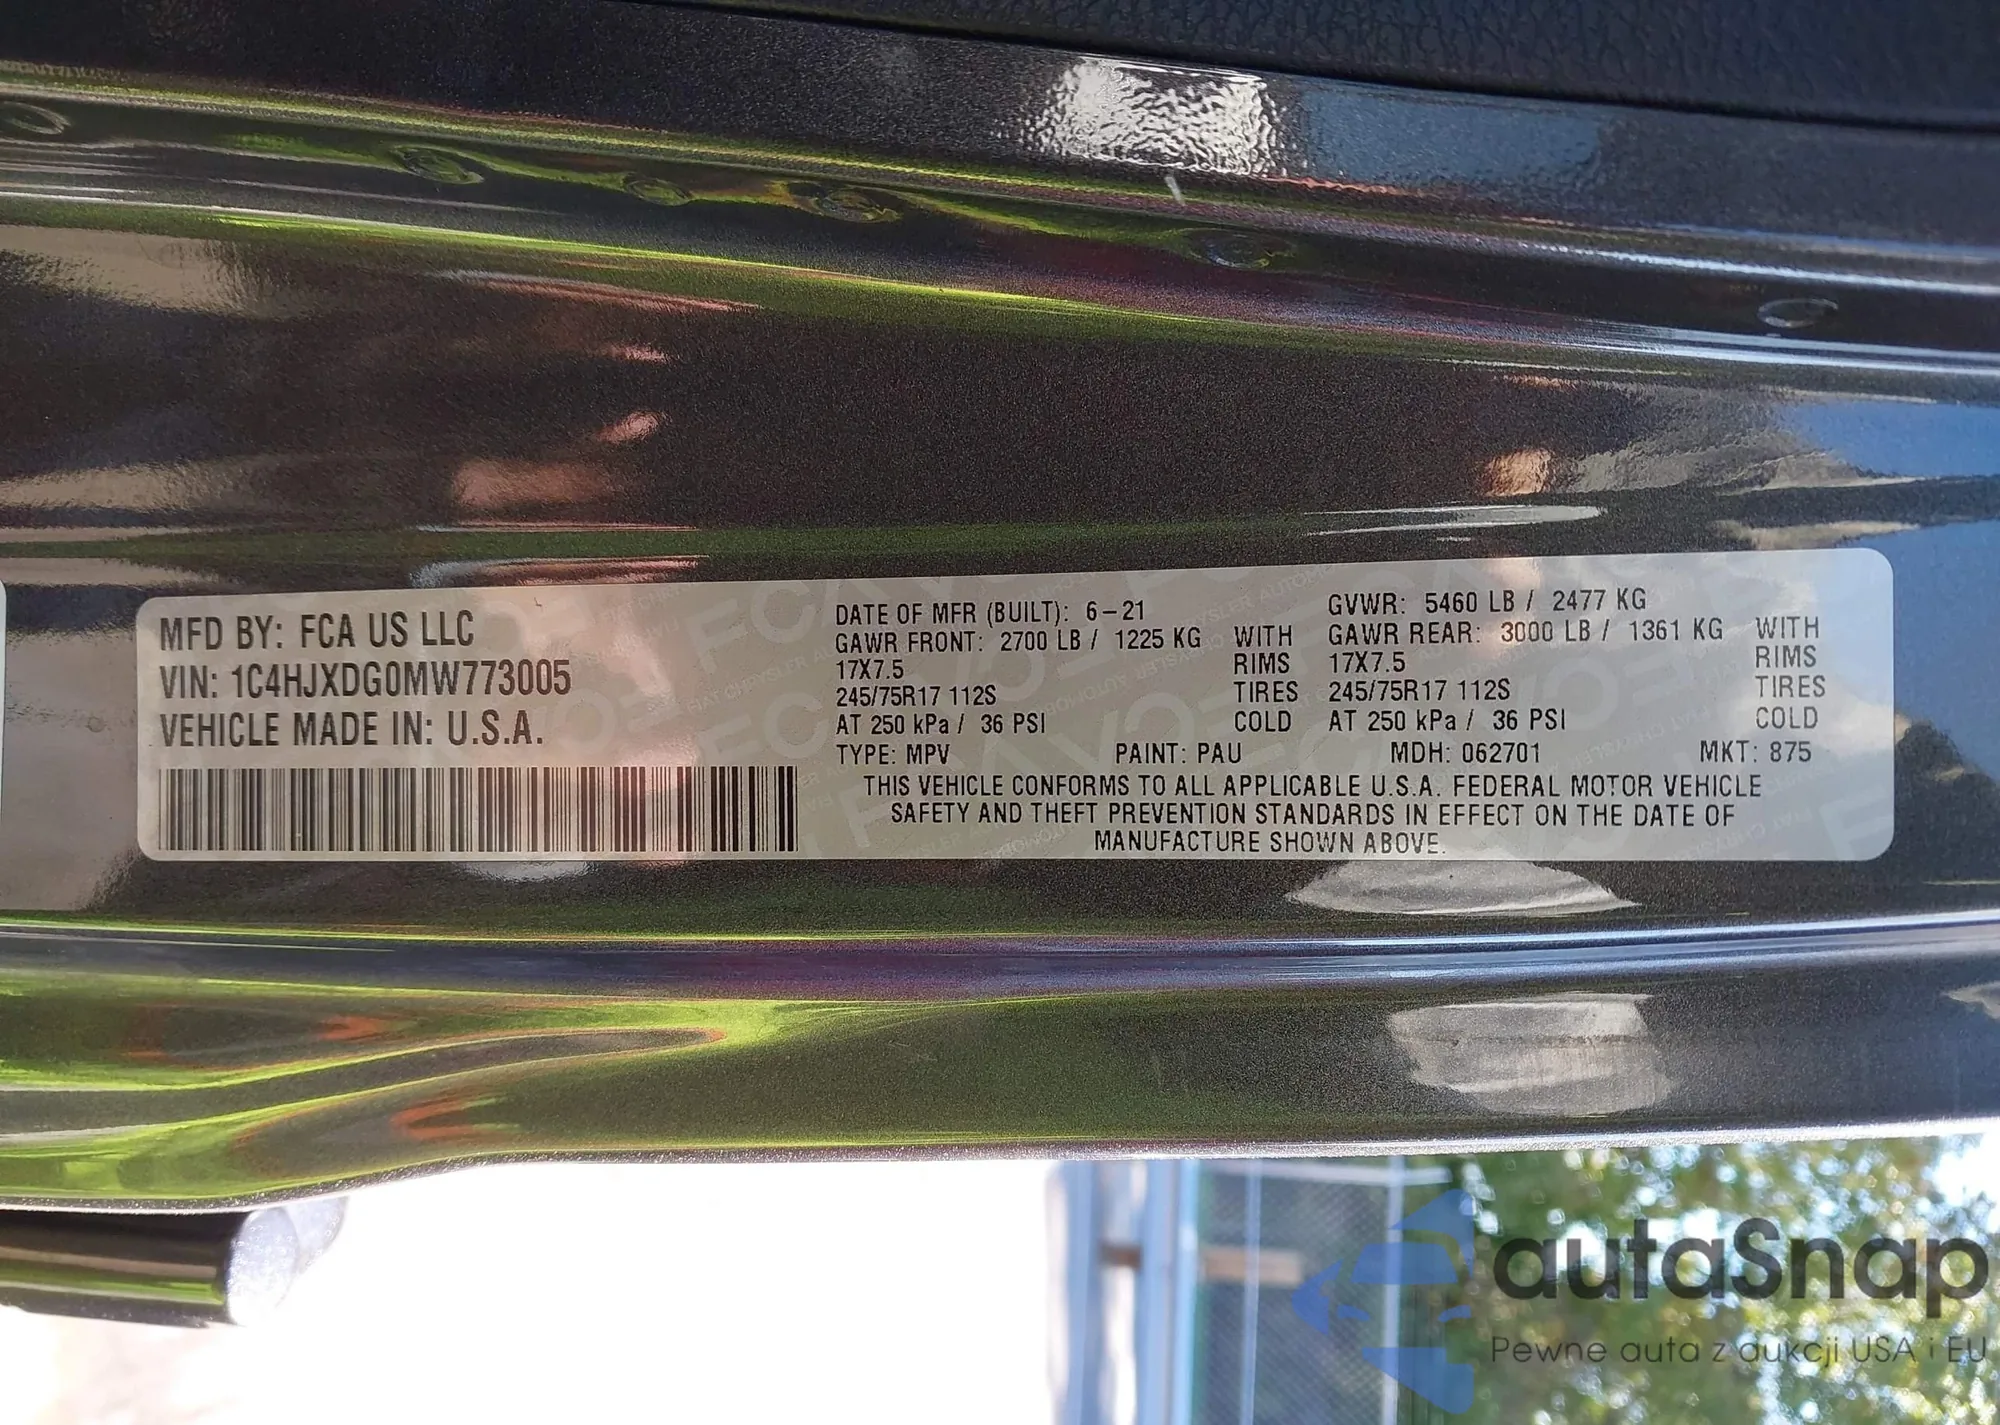 MFD BY: FCA US LLC
VIN: 1C4HJXDG0MW773005
VEHICLE MADE IN: U.S.A.
DATE OF MFR (BUILT): 6-21 GVWR: 5460 LB / 2477 KG
GAWR FRONT: 2700 LB / 1225 KG WITH GAWR REAR: 3000 LB / 1361 KG WITH
17X7.5 RIMS 17X7.5 RIMS
245/75R17 112S TIRES 245/75R17 112S TIRES
AT 250 kPa / 36 PSI COLD AT 250 kPa / 36 PSI COLD
TYPE: MPV PAINT: PAU MDH: 062701 MKT: 875
THIS VEHICLE CONFORMS TO ALL APPLICABLE U.S.A. FEDERAL MOTOR VEHICLE
SAFETY AND THEFT PREVENTION STANDARDS IN EFFECT ON THE DATE OF
MANUFACTURE SHOWN ABOVE.
autaSnap
Pewne auta z aukcji USA i EU